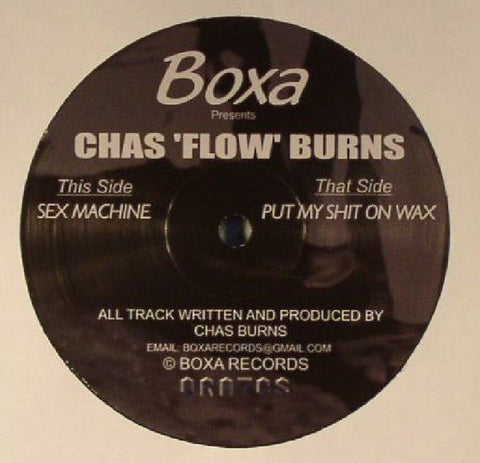 Boxa
Presents
CHAS 'FLOW' BURNS
This Side
That Side
SEX MACHINE
PUT MY SHIT ON WAX
ALL TRACK WRITTEN AND PRODUCED BY
CHAS BURNS
EMAIL: BOXARECORDS@GMAIL.COM
© BOXA RECORDS